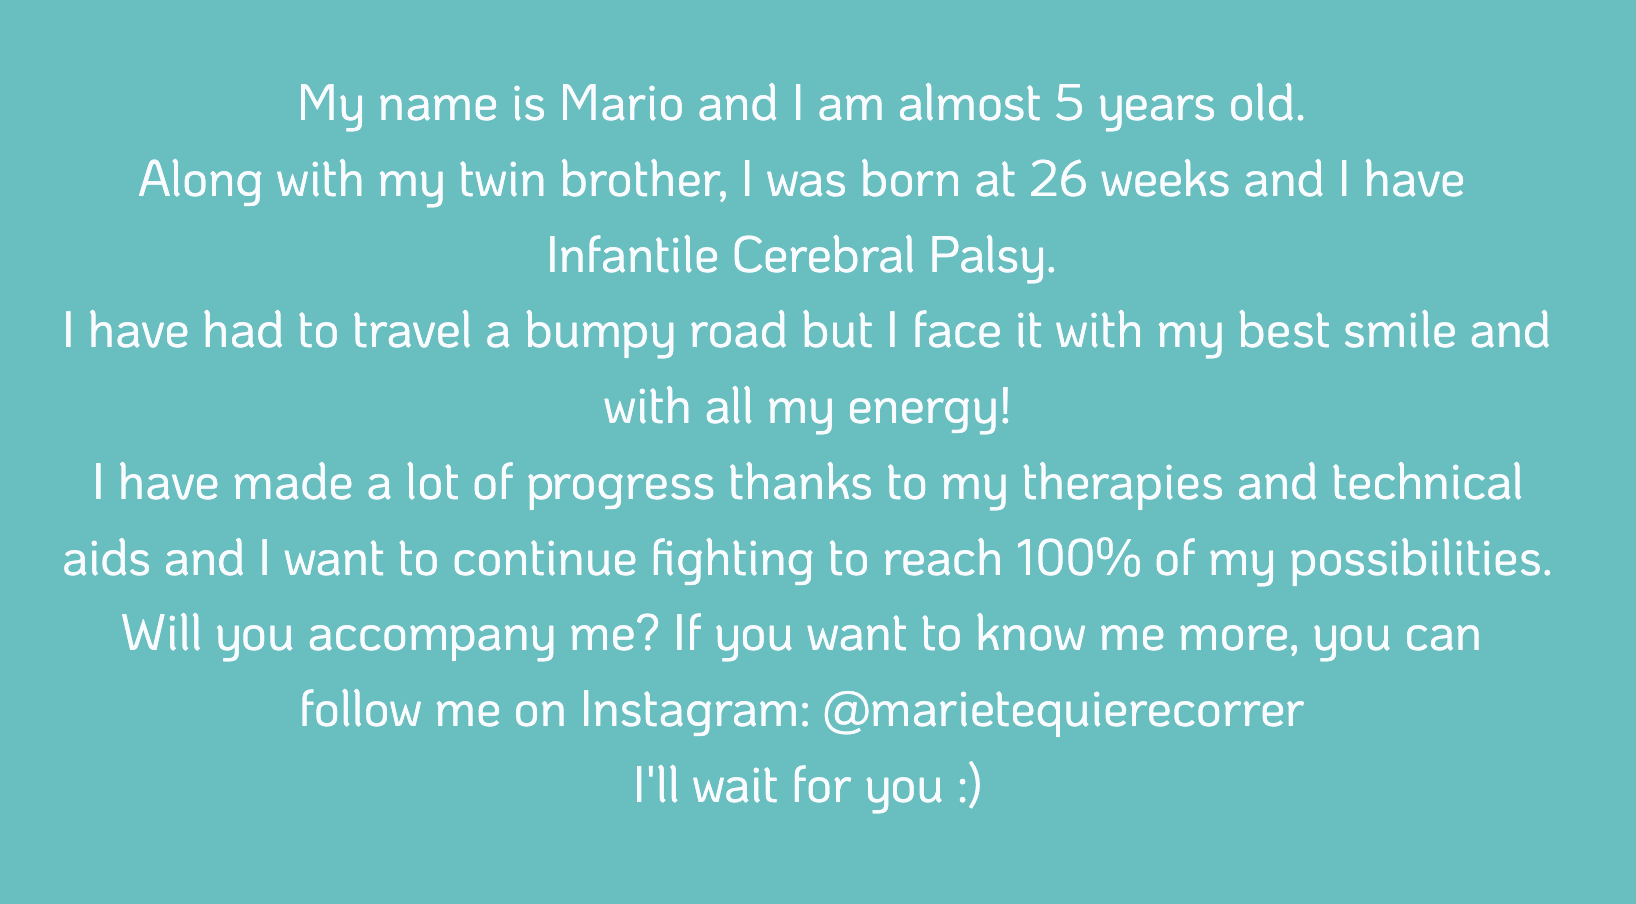 My name is Mario and I am almost 5 years old.
Along with my twin brother, I was born at 26 weeks and I have
Infantile Cerebral Palsy.
I have had to travel a bumpy road but I face it with my best smile and
with all my energy!
I have made a lot of progress thanks to my therapies and technical
aids and I want to continue fighting to reach 100% of my possibilities.
Will you accompany me? If you want to know me more, you can
follow me on Instagram: @marietequierecorrer
I'll wait for you :)